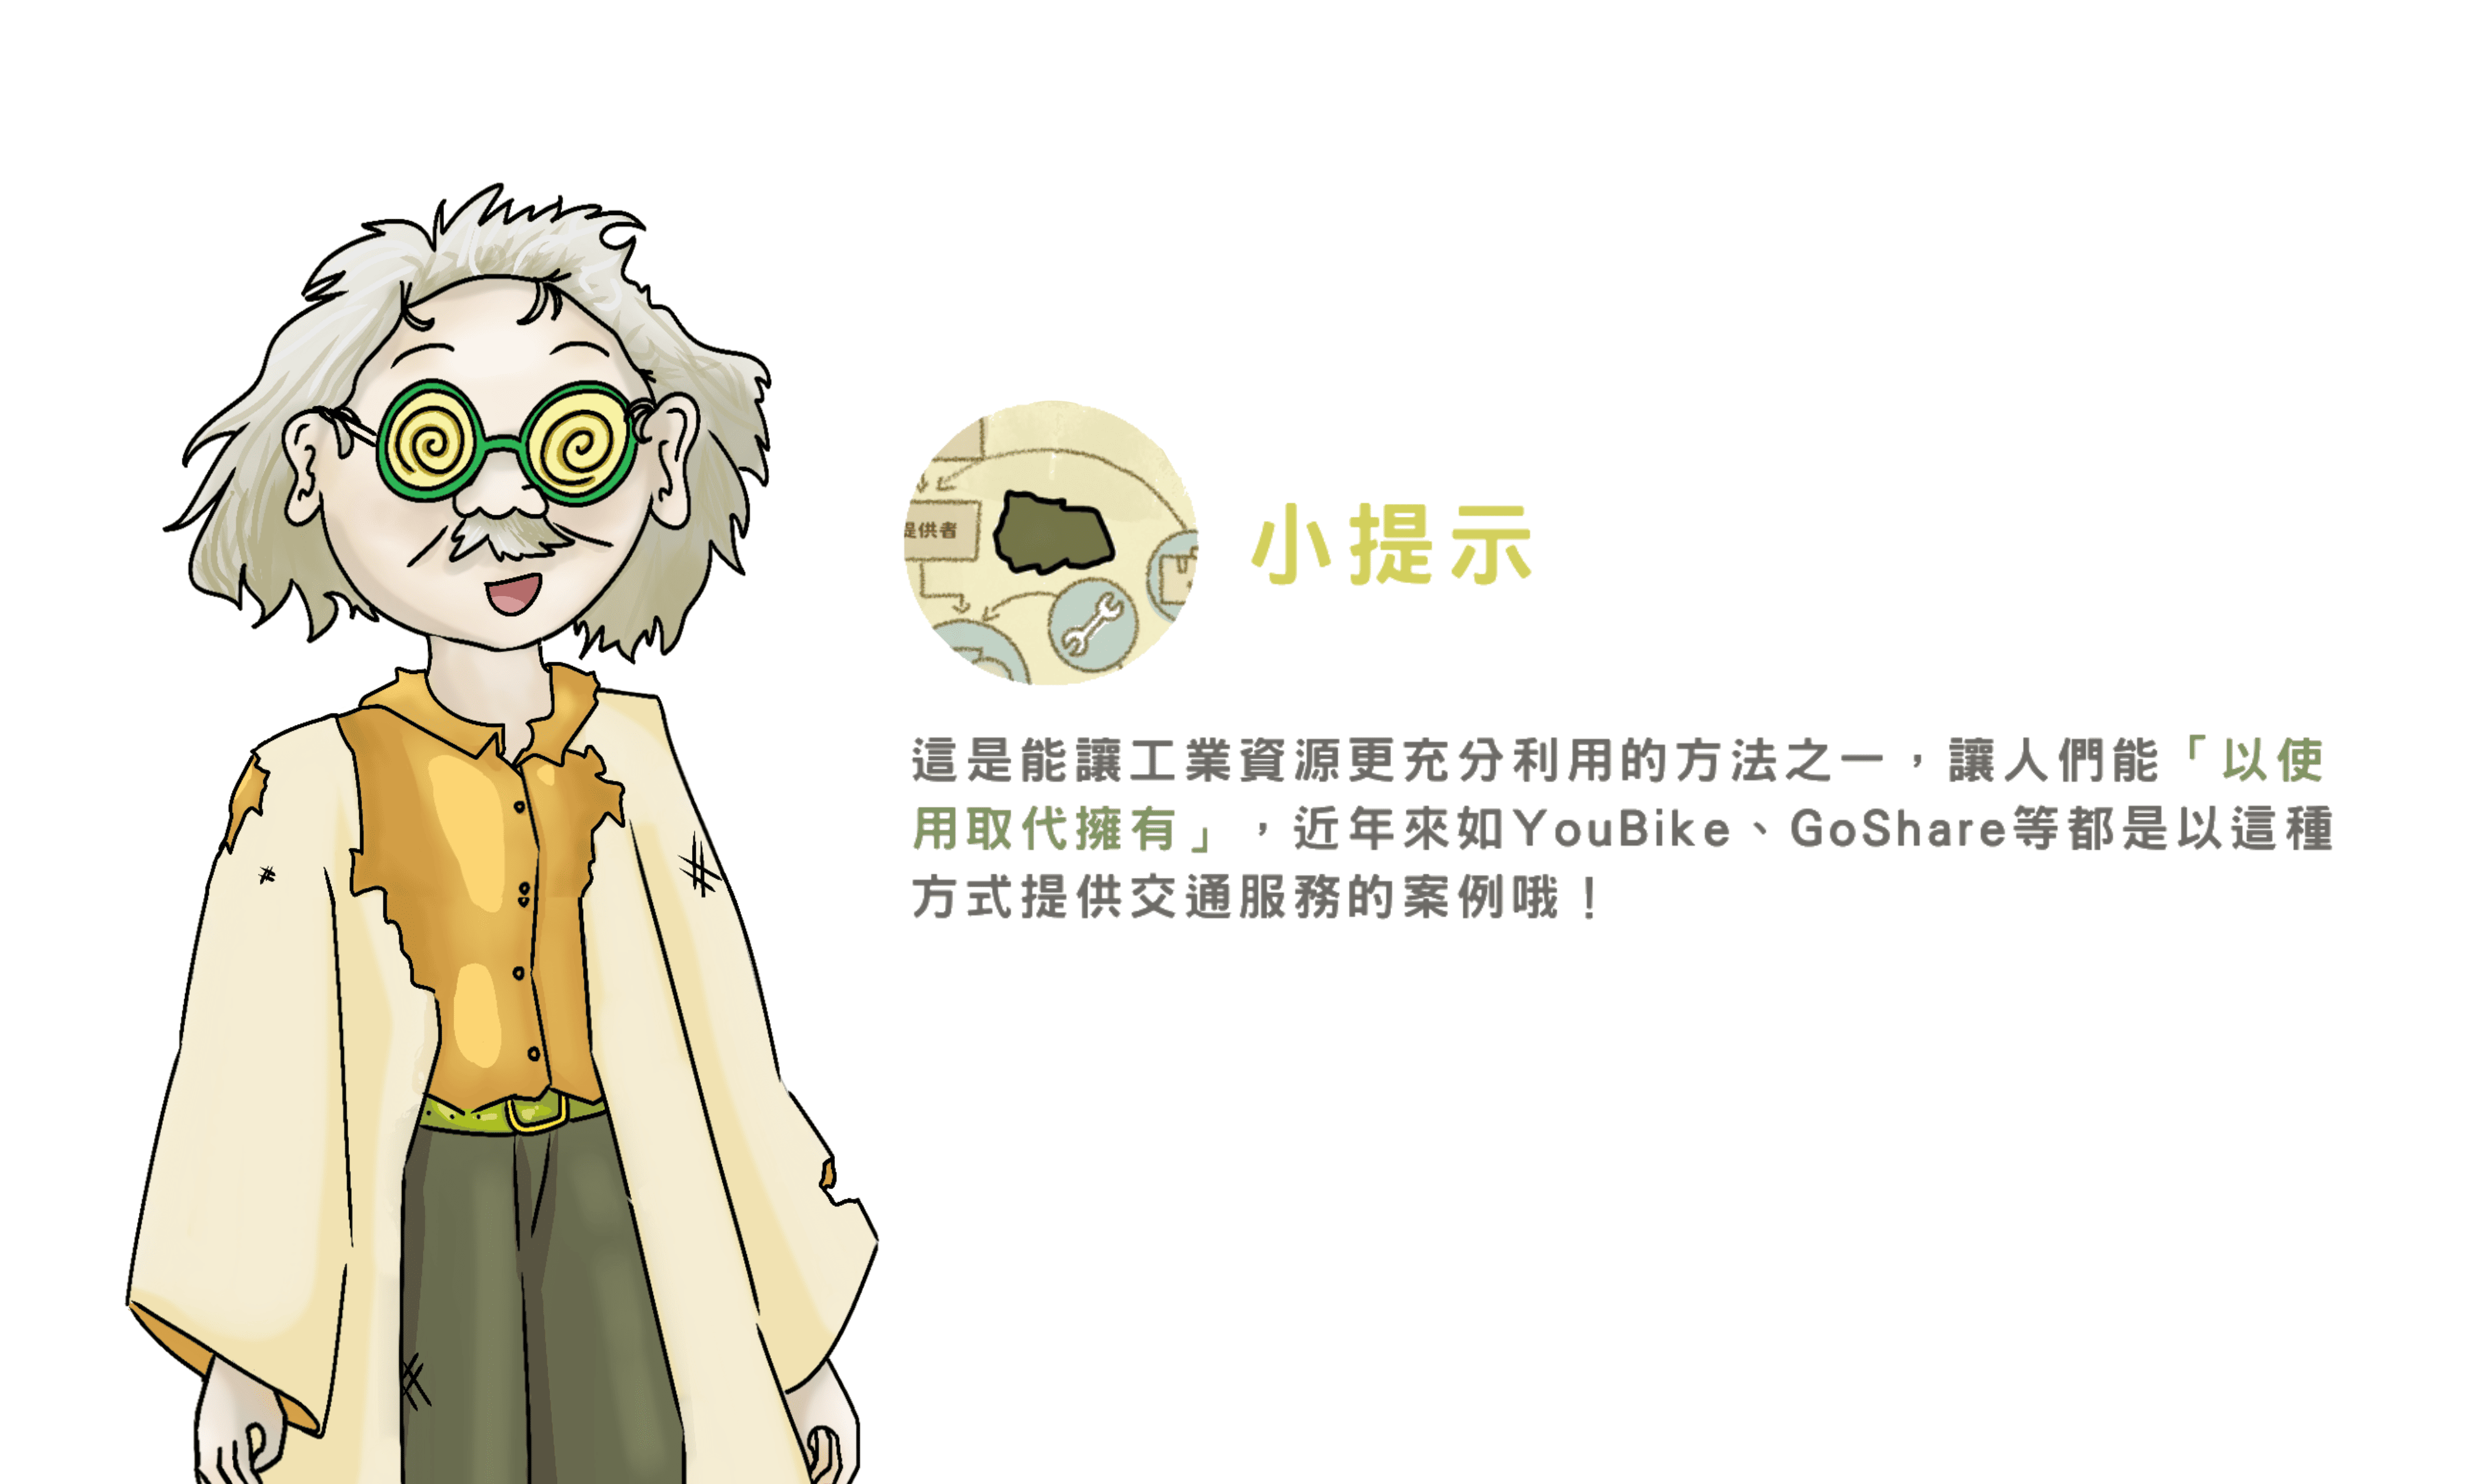 提供者
小提示
這是能讓工業資源更充分利用的方法之一，讓人們能「以使
用取代擁有」，近年來如YouBike、GoShare等都是以這種
方式提供交通服務的案例哦！